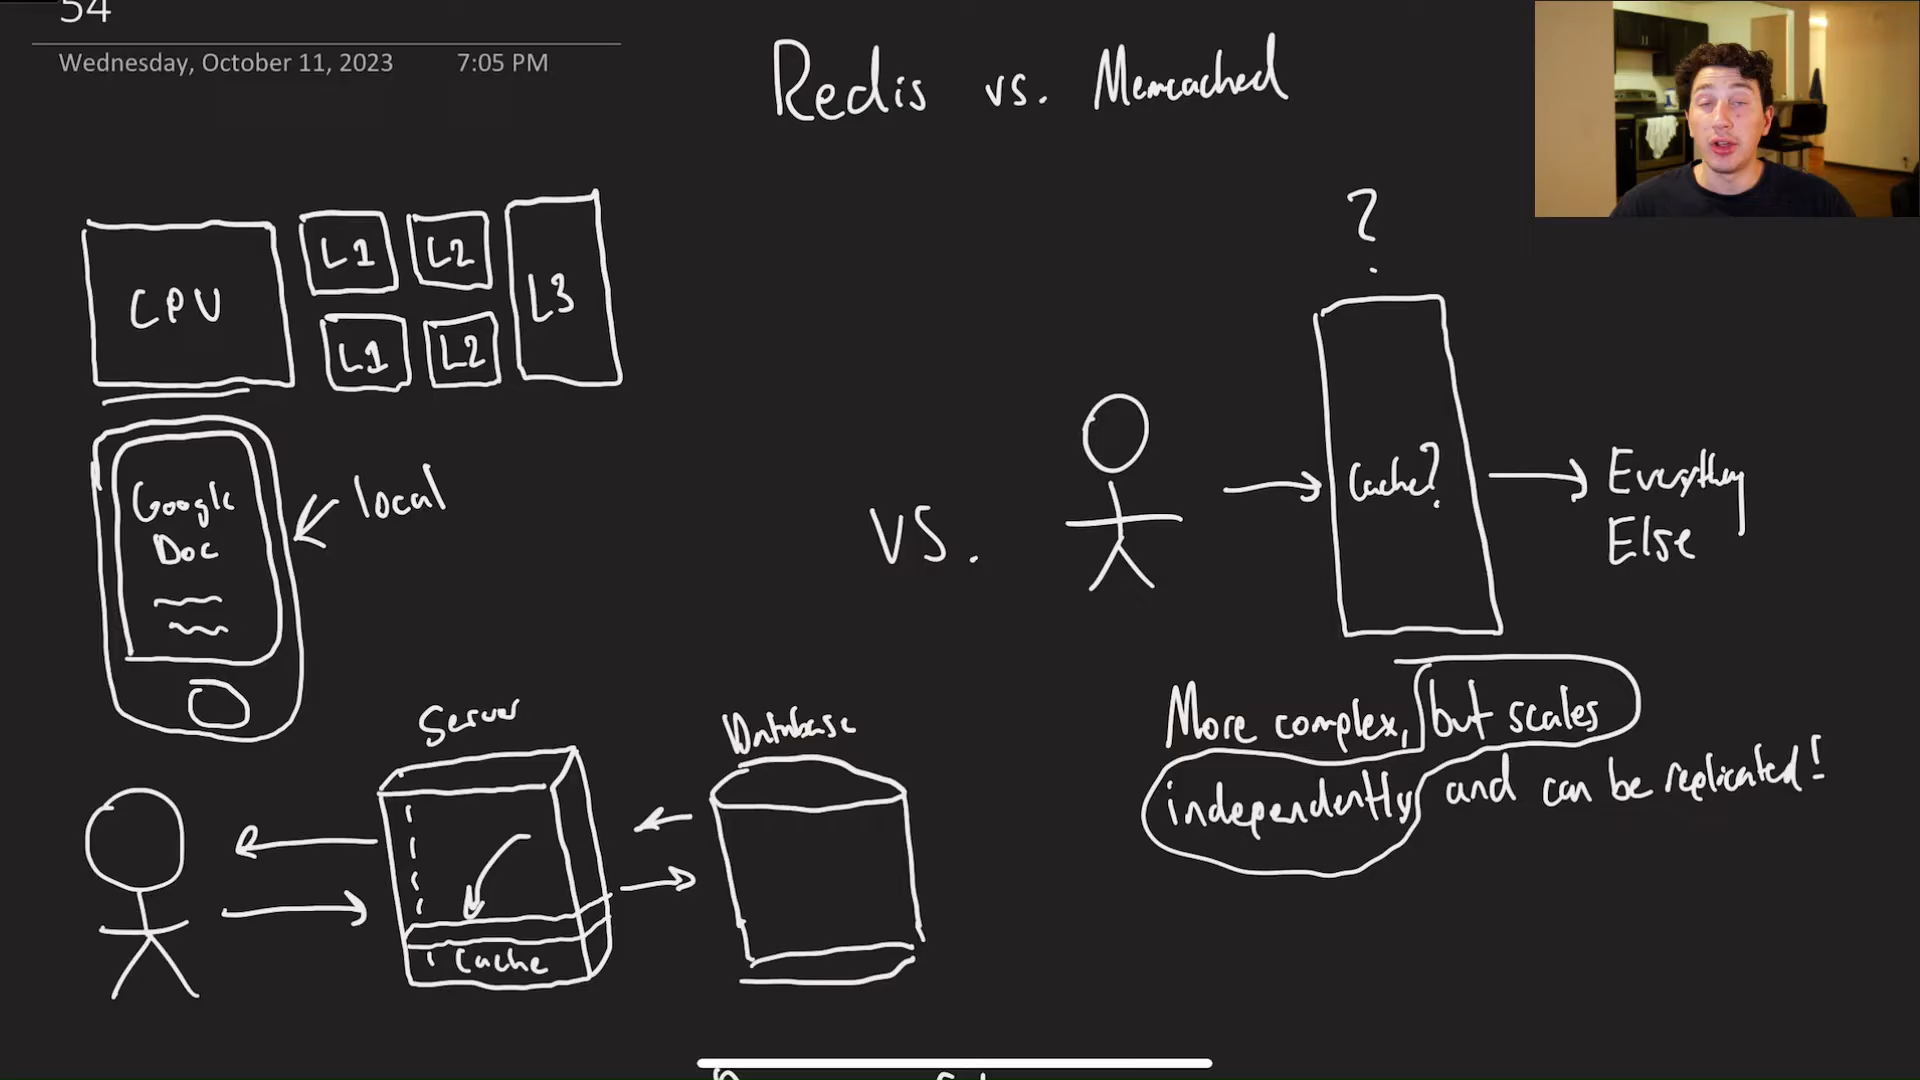 54
Wednesday, October 11, 2023 7:05 PM
Redis vs. Memcached
CPU
L1 L2
L3
L1 L2
Google
Doc
local
vs.
?
Cache?
Everything
Else
More complex, but scales
independently and can be replicated!
Server
Database
Cache